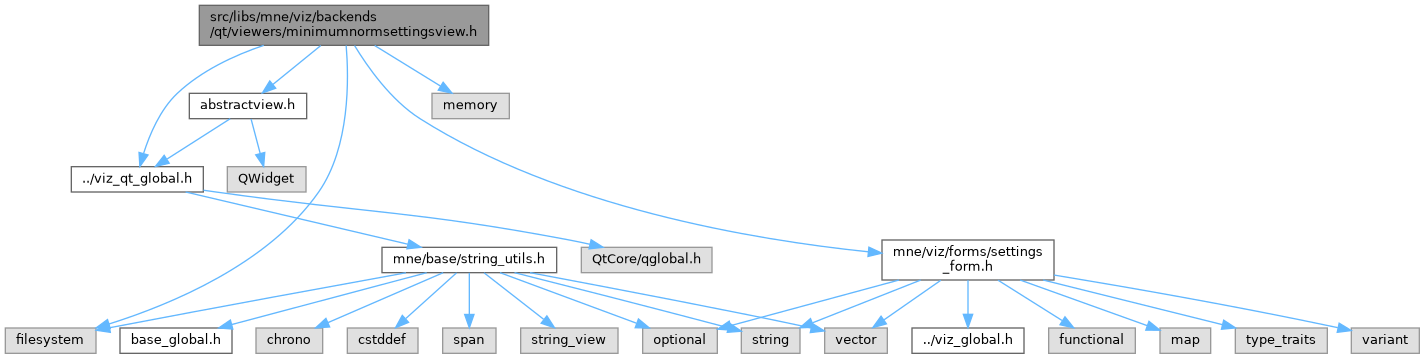 src/libs/mne/viz/backends
/qt/viewers/minimumnormsettingsview.h
abstractview.h
memory
../viz_qt_global.h
QWidget
mne/base/string_utils.h
QtCore/qglobal.h
mne/viz/forms/settings
_form.h
filesystem
base_global.h
chrono
cstddef
span
string_view
optional
string
vector
../viz_global.h
functional
map
type_traits
variant